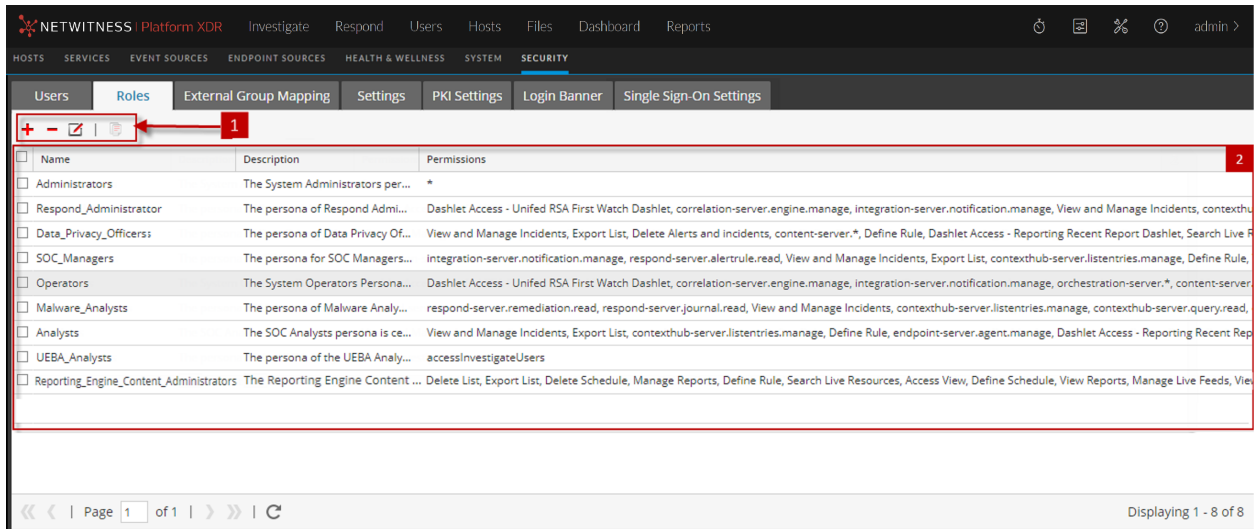 NETWITNESS | Platform XDR Investigate Respond Users Hosts Files Dashboard Reports admin >
HOSTS SERVICES EVENT SOURCES ENDPOINT SOURCES HEALTH & WELLNESS SYSTEM SECURITY
Users Roles External Group Mapping Settings PKI Settings Login Banner Single Sign-On Settings
1
Name Description Permissions 2
Administrators The System Administrators per... *
Respond_Administrattor The persona of Respond Admi... Dashlet Access - Unifed RSA First Watch Dashlet, correlation-server.engine.manage, integration-server.notification.manage, View and Manage Incidents, contexthu
Data_Privacy_Officerss The persona of Data Privacy Of... View and Manage Incidents, Export List, Delete Alerts and incidents, content-server.*, Define Rule, Dashlet Access - Reporting Recent Report Dashlet, Search Live R
SOC_Managers The persona for SOC Managers... integration-server.notification.manage, respond-server.alertrule.read, View and Manage Incidents, Export List, contexthub-server.listentries.manage, Define Rule,
Operators The System Operators Persona... Dashlet Access - Unifed RSA First Watch Dashlet, correlation-server.engine.manage, integration-server.notification.manage, orchestration-server.*, content-server.
Malware_Analysts The persona of Malware Analy... respond-server.remediation.read, respond-server.journal.read, View and Manage Incidents, contexthub-server.listentries.manage, contexthub-server.query.read,
Analysts The SOC Analysts persona is ce... View and Manage Incidents, Export List, contexthub-server.listentries.manage, Define Rule, endpoint-server.agent.manage, Dashlet Access - Reporting Recent Rep
UEBA_Analysts The persona of the UEBA Analy... accessInvestigateUsers
Reporting_Engine_Content_Administrators The Reporting Engine Content ... Delete List, Export List, Delete Schedule, Manage Reports, Define Rule, Search Live Resources, Access View, Define Schedule, View Reports, Manage Live Feeds, Vie
Page 1 of 1 Displaying 1 - 8 of 8